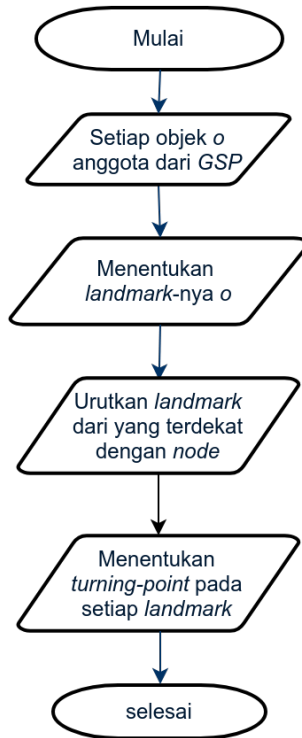 Mulai
Setiap objek o
anggota dari GSP
Menentukan
landmark-nya o
Urutkan landmark
dari yang terdekat
dengan node
Menentukan
turning-point pada
setiap landmark
selesai